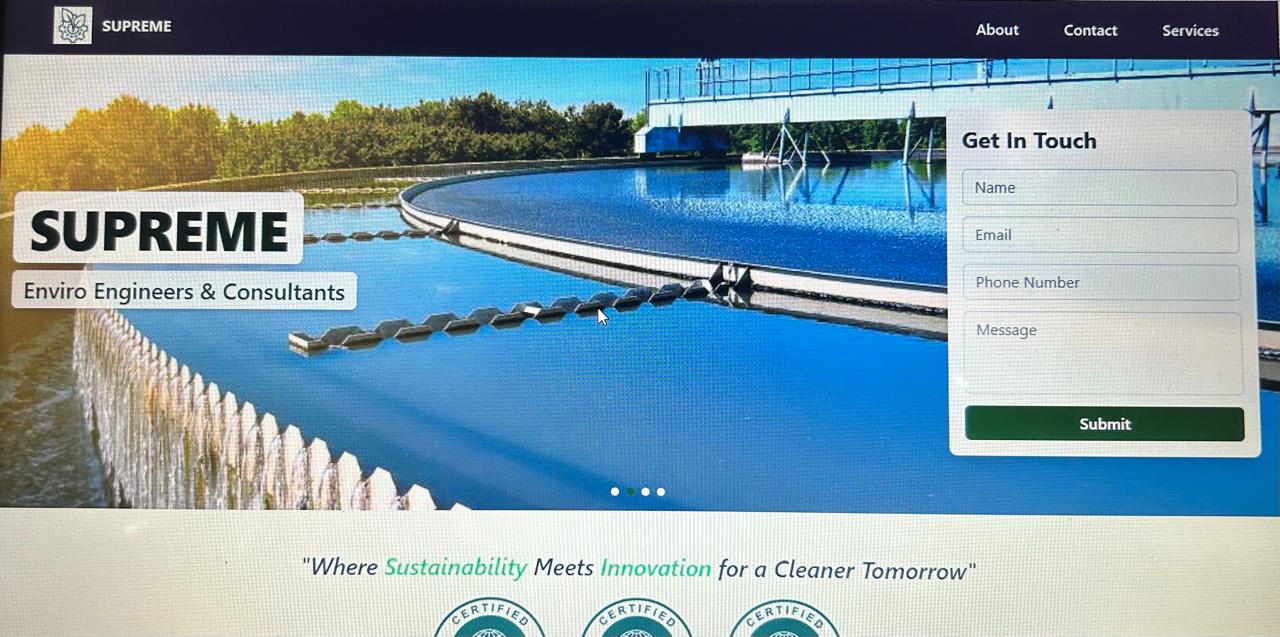 SUPREME
About
Contact
Services
Get In Touch
Name
Email
Phone Number
Message
Submit
SUPREME
Enviro Engineers & Consultants
"Where Sustainability Meets Innovation for a Cleaner Tomorrow"
CERTIFIED
CERTIFIED
CERTIFIED